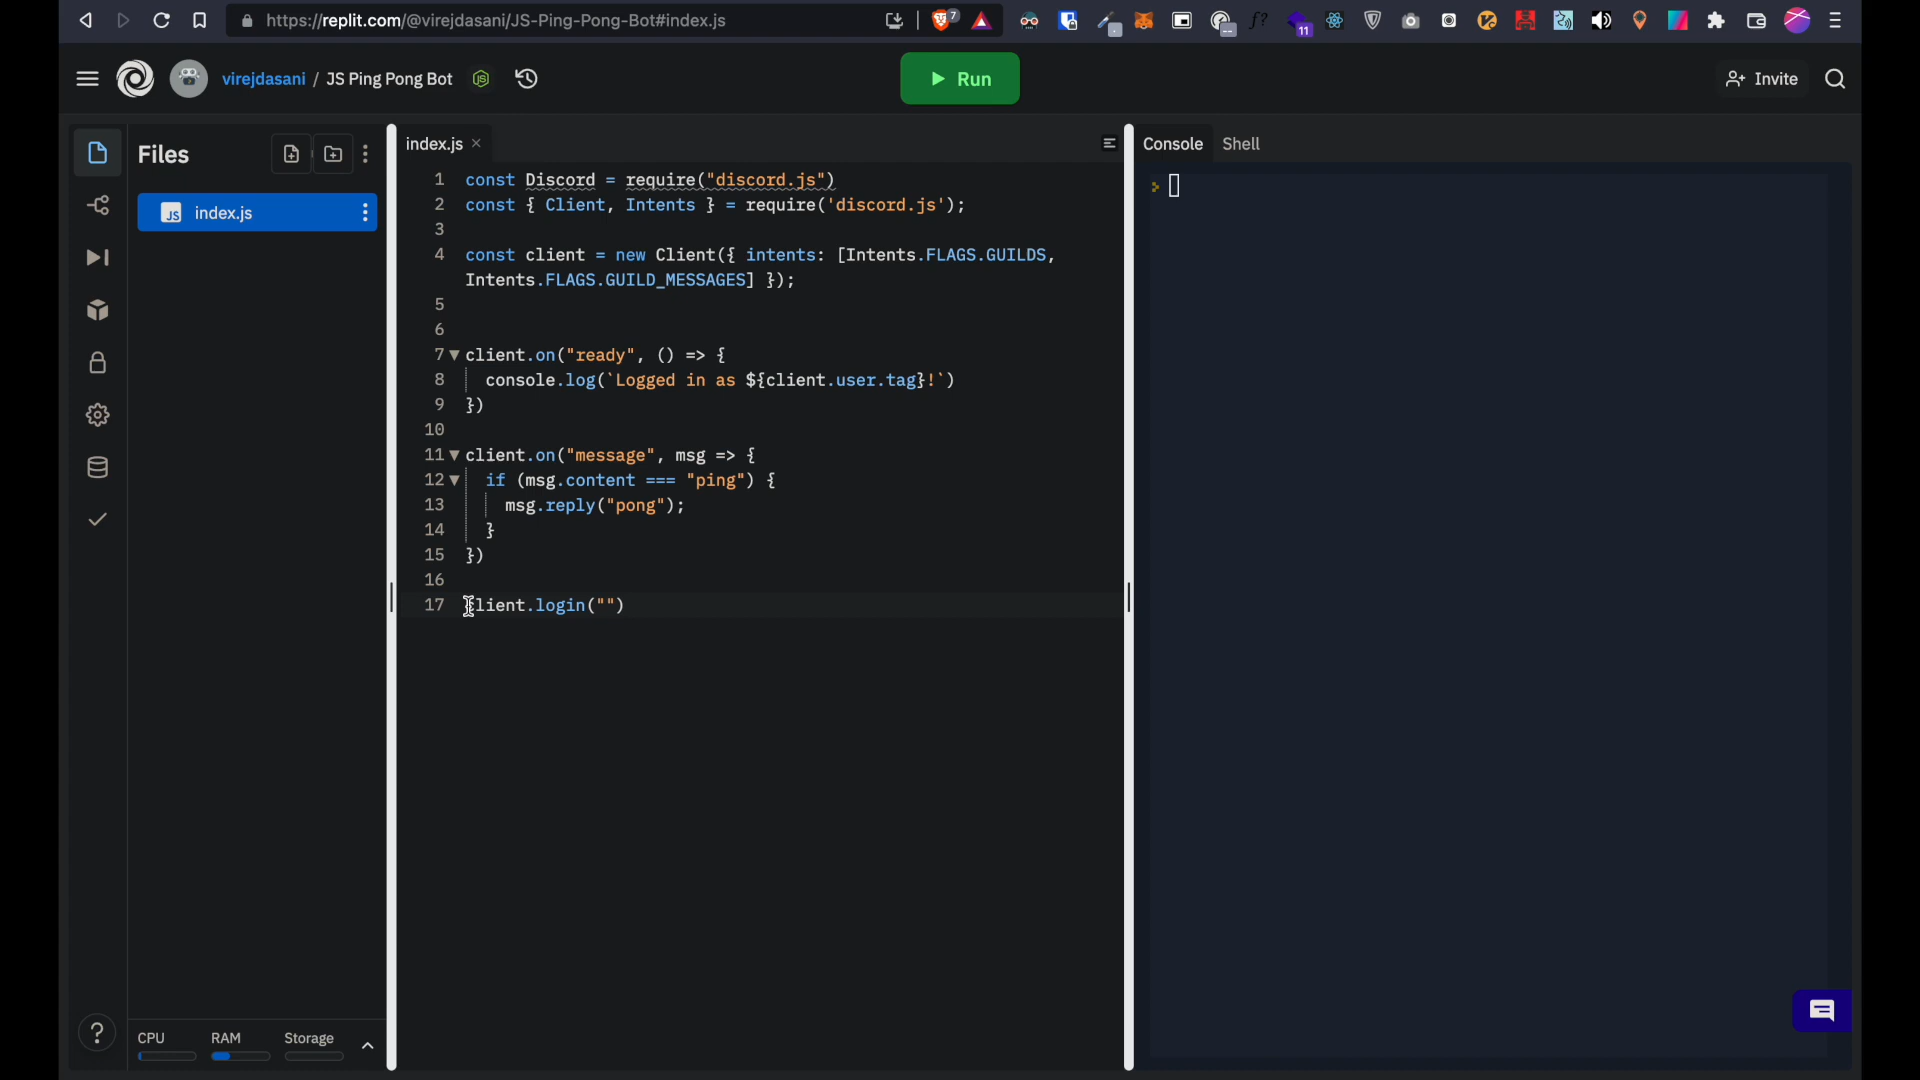 https://replit.com/@virejdasani/JS-Ping-Pong-Bot#index.js
7
f?
--
11
virejdasani / JS Ping Pong Bot
Run
Invite
Files
index.js
index.js
Console
Shell
1 const Discord = require("discord.js")
2 const { Client, Intents } = require('discord.js');
3
4 const client = new Client({ intents: [Intents.FLAGS.GUILDS,
Intents.FLAGS.GUILD_MESSAGES] });
5
6
7 client.on("ready", () => {
8 console.log(`Logged in as ${client.user.tag}!`)
9 })
10
11 client.on("message", msg => {
12 if (msg.content === "ping") {
13 msg.reply("pong");
14 }
15 })
16
17 client.login("")
?
CPU
RAM
Storage